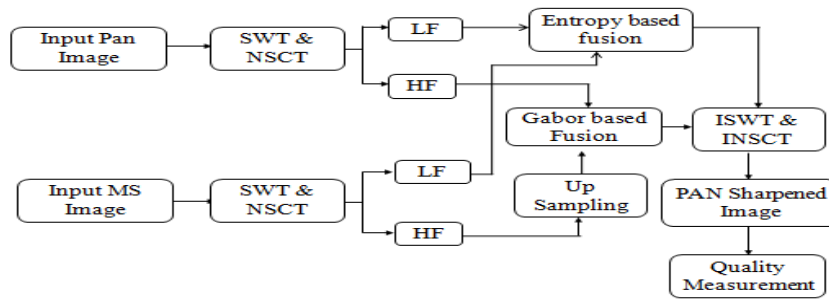 Input Pan
Image
SWT &
NSCT
LF
HF
Entropy based
fusion
Gabor based
Fusion
ISWT &
INSCT
Input MS
Image
SWT &
NSCT
LF
HF
Up
Sampling
PAN Sharpened
Image
Quality
Measurement